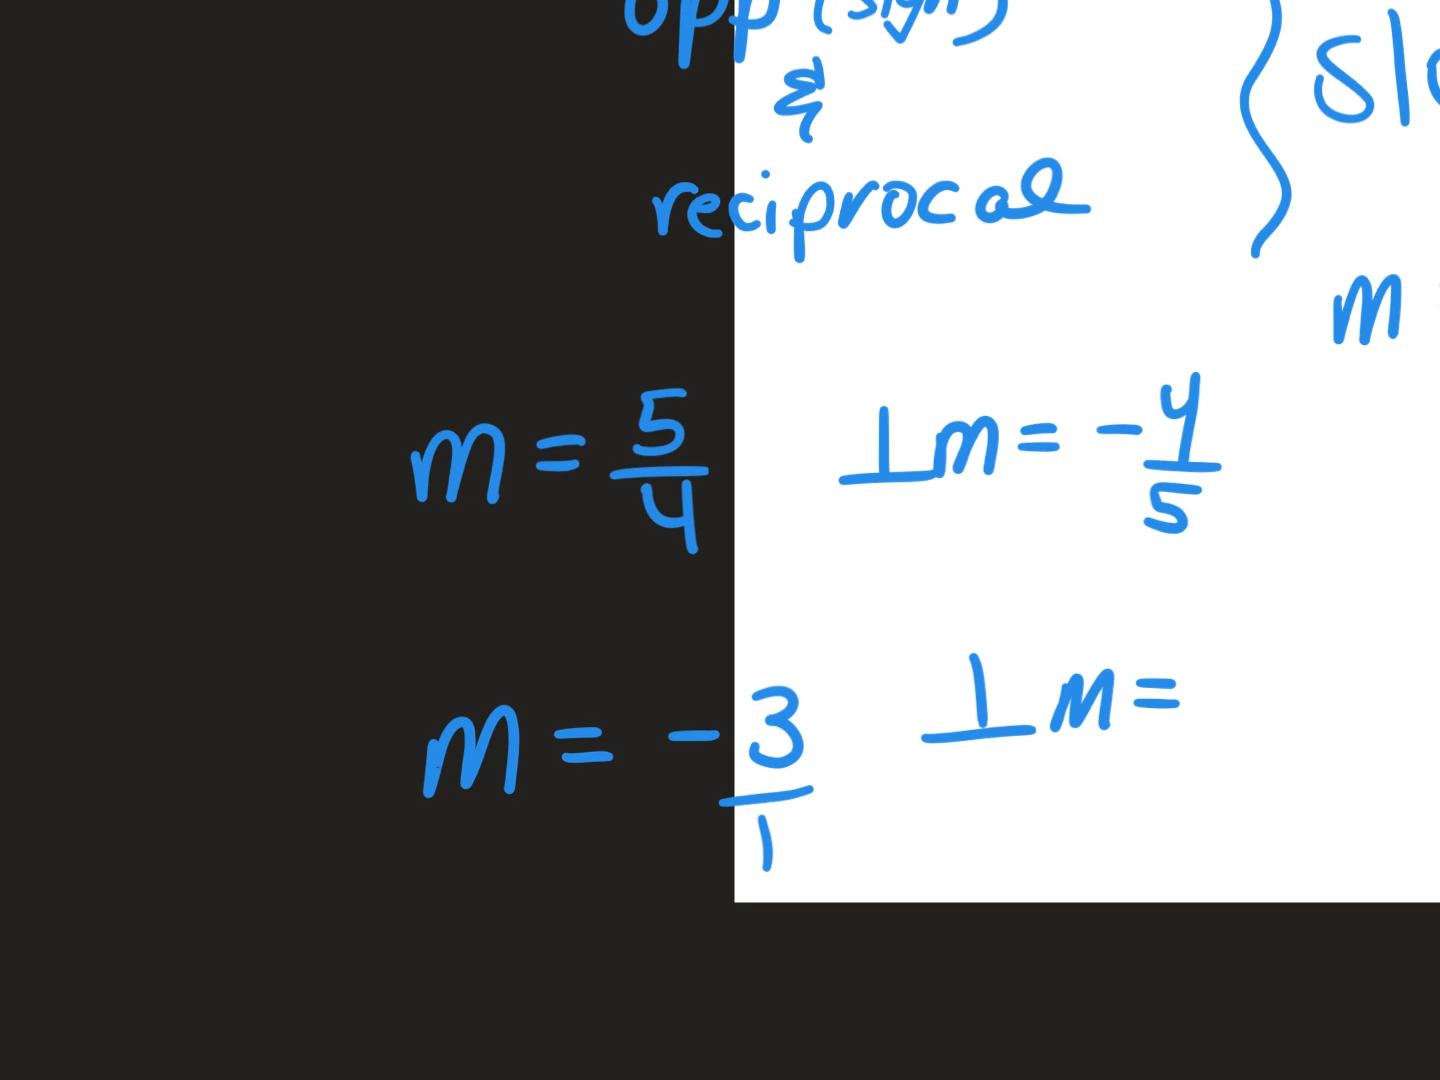 opp (sign)
&
reciprocal
m
m = 5/4
⊥ m = - 4/5
m = - 3/1
⊥ m =